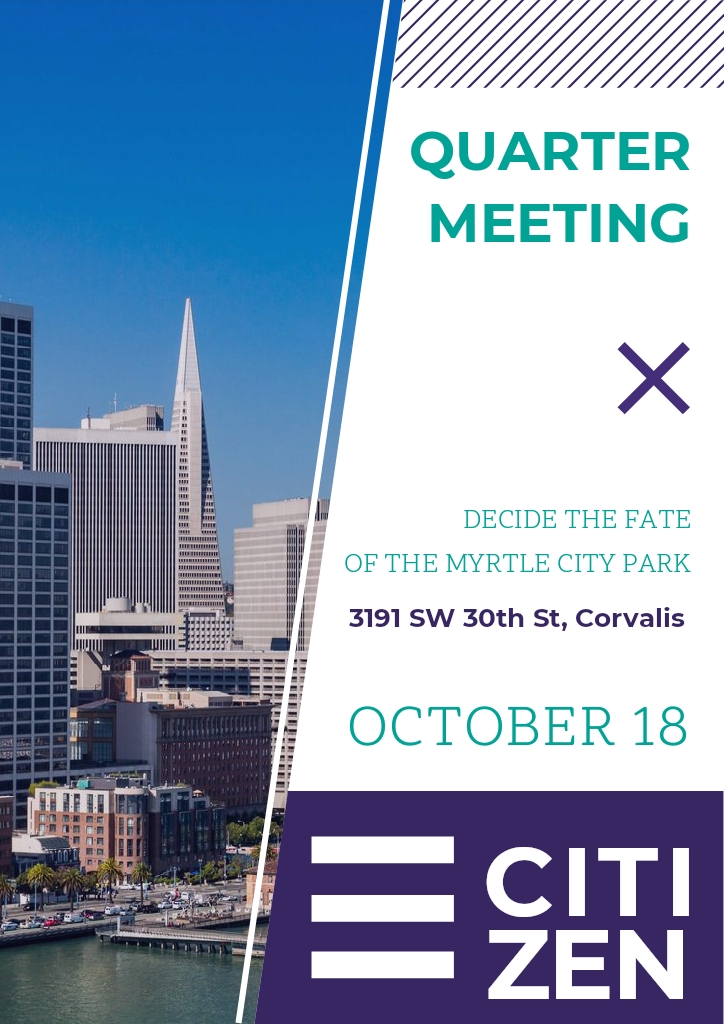 QUARTER
MEETING
DECIDE THE FATE
OF THE MYRTLE CITY PARK
3191 SW 30th St, Corvalis
OCTOBER 18
CITI
ZEN